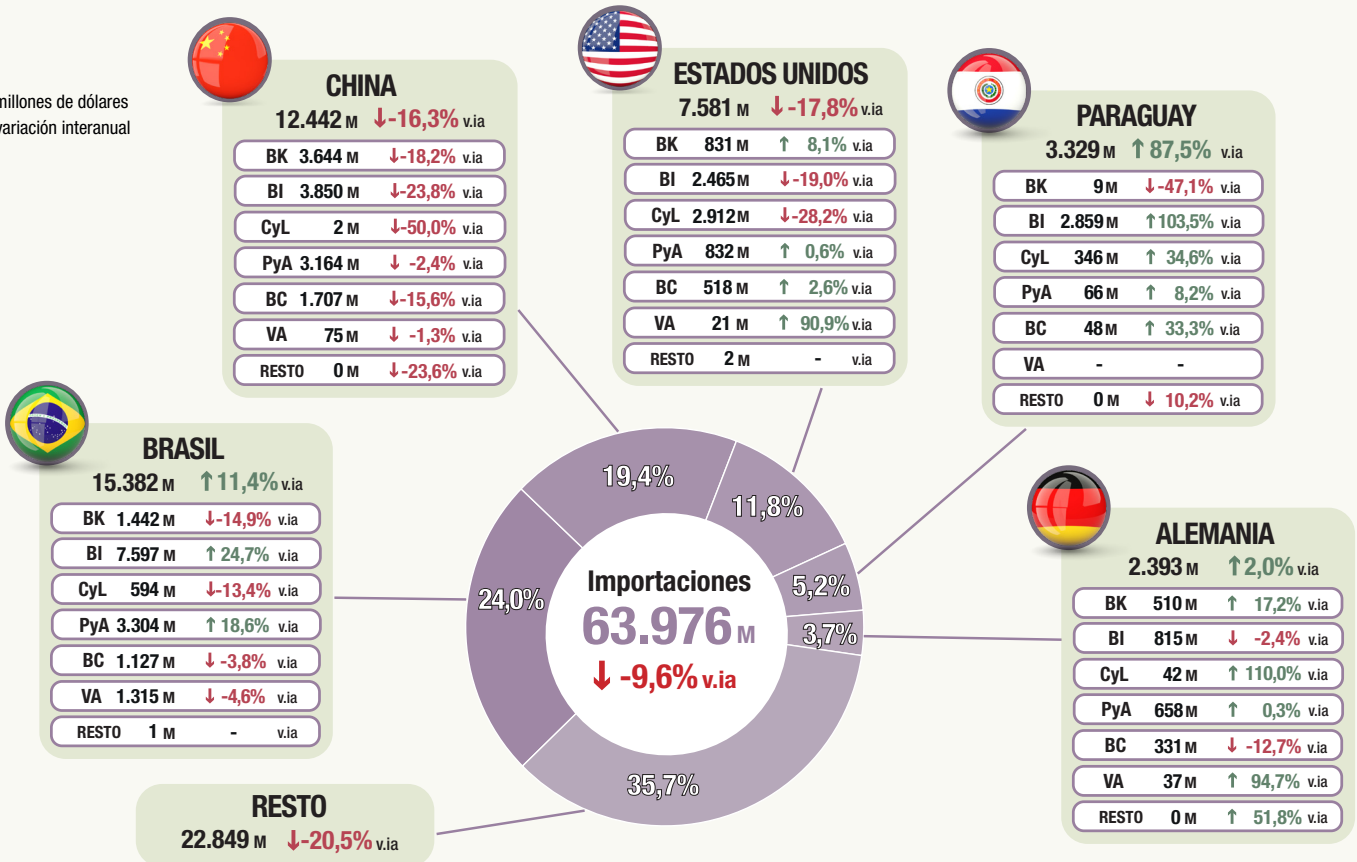 millones de dólares
variación interanual
CHINA
12.442 M ↓-16,3% v.ia
BK 3.644 M ↓-18,2% v.ia
BI 3.850 M ↓-23,8% v.ia
CyL 2 M ↓-50,0% v.ia
PyA 3.164 M ↓ -2,4% v.ia
BC 1.707 M ↓-15,6% v.ia
VA 75 M ↓ -1,3% v.ia
RESTO 0 M ↓-23,6% v.ia
ESTADOS UNIDOS
7.581 M ↓-17,8% v.ia
BK 831 M ↑ 8,1% v.ia
BI 2.465 M ↓-19,0% v.ia
CyL 2.912 M ↓-28,2% v.ia
PyA 832 M ↑ 0,6% v.ia
BC 518 M ↑ 2,6% v.ia
VA 21 M ↑ 90,9% v.ia
RESTO 2 M - v.ia
PARAGUAY
3.329 M ↑ 87,5% v.ia
BK 9 M ↓-47,1% v.ia
BI 2.859 M ↑103,5% v.ia
CyL 346 M ↑ 34,6% v.ia
PyA 66 M ↑ 8,2% v.ia
BC 48 M ↑ 33,3% v.ia
VA - -
RESTO 0 M ↓ 10,2% v.ia
BRASIL
15.382 M ↑11,4% v.ia
BK 1.442 M ↓-14,9% v.ia
BI 7.597 M ↑ 24,7% v.ia
CyL 594 M ↓-13,4% v.ia
PyA 3.304 M ↑ 18,6% v.ia
BC 1.127 M ↓ -3,8% v.ia
VA 1.315 M ↓ -4,6% v.ia
RESTO 1 M - v.ia
19,4%
11,8%
5,2%
3,7%
24,0%
35,7%
Importaciones
63.976 M
↓ -9,6% v.ia
ALEMANIA
2.393 M ↑2,0% v.ia
BK 510 M ↑ 17,2% v.ia
BI 815 M ↓ -2,4% v.ia
CyL 42 M ↑ 110,0% v.ia
PyA 658 M ↑ 0,3% v.ia
BC 331 M ↓ -12,7% v.ia
VA 37 M ↑ 94,7% v.ia
RESTO 0 M ↑ 51,8% v.ia
RESTO
22.849 M ↓-20,5% v.ia